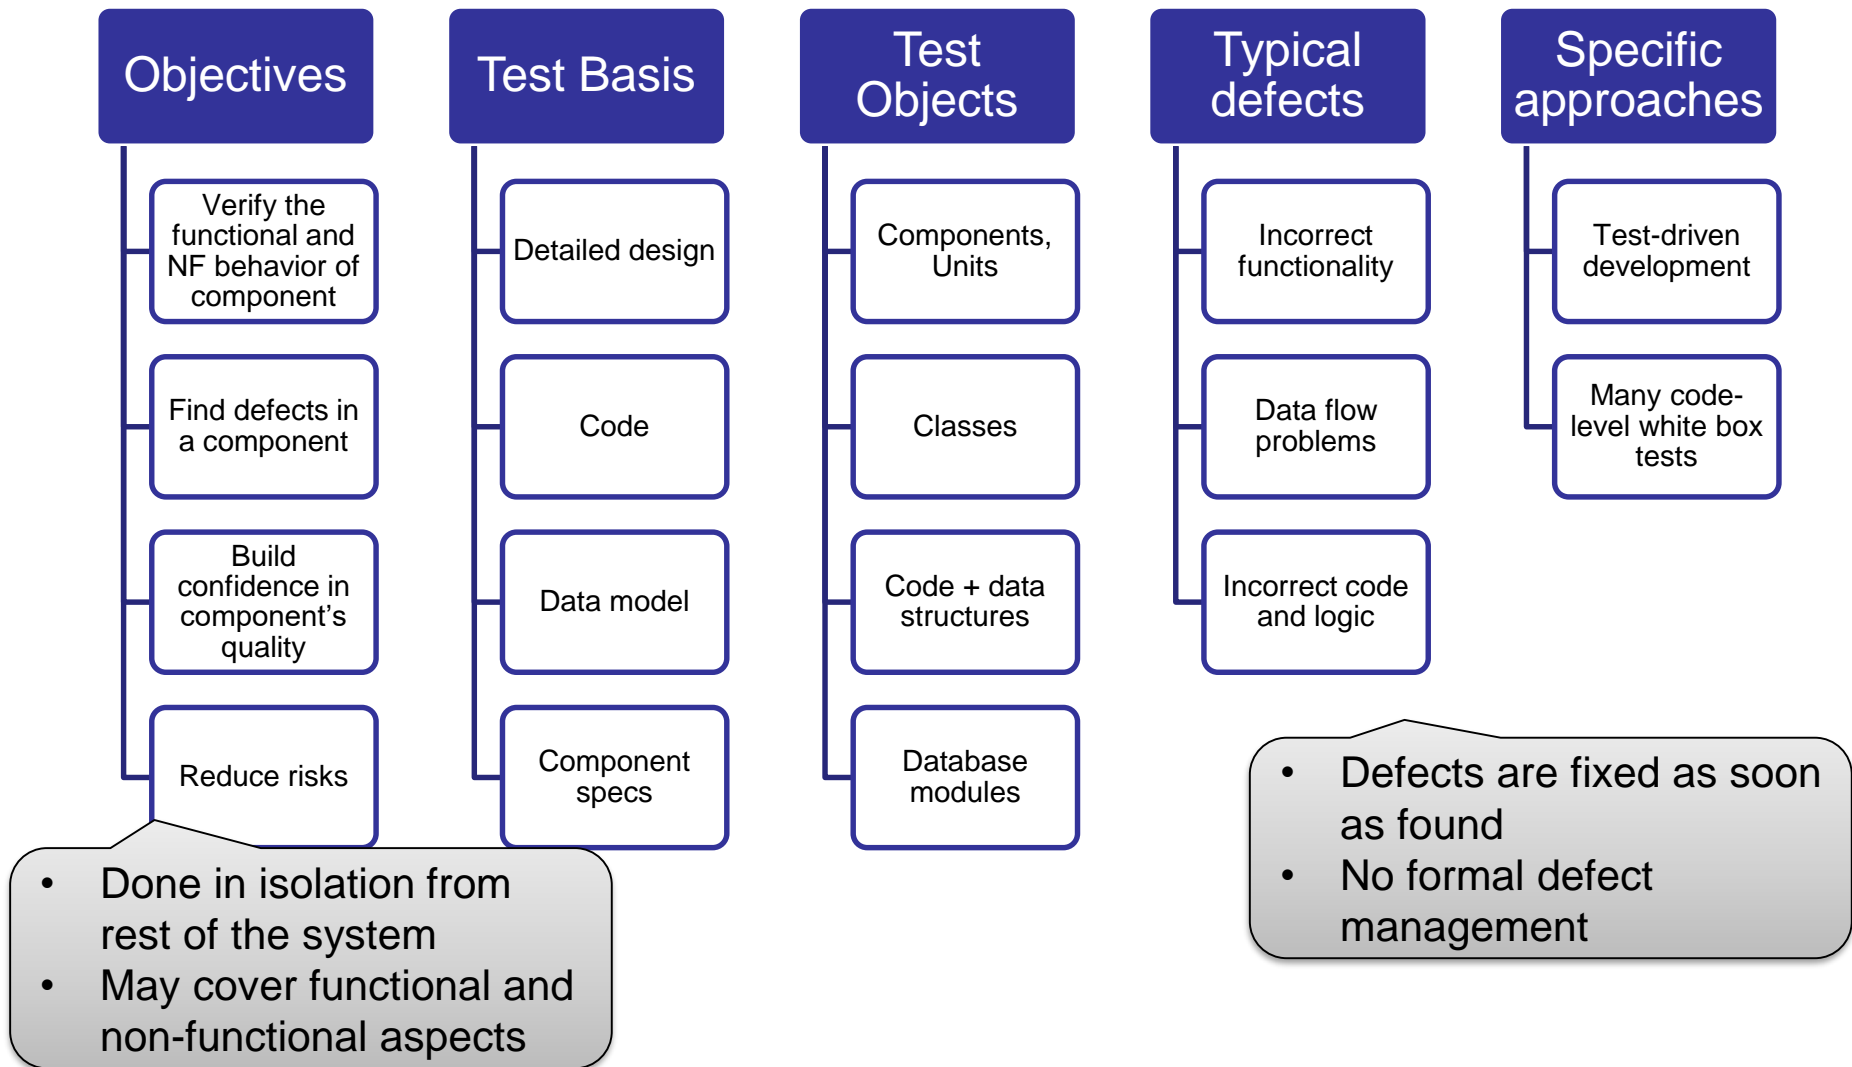 Objectives
Verify the
functional and
NF behavior of
component
Find defects in
a component
Build
confidence in
component’s
quality
Reduce risks
Test Basis
Detailed design
Code
Data model
Component
specs
Test
Objects
Components,
Units
Classes
Code + data
structures
Database
modules
Typical
defects
Incorrect
functionality
Data flow
problems
Incorrect code
and logic
Specific
approaches
Test-driven
development
Many code-
level white box
tests
• Done in isolation from
rest of the system
• May cover functional and
non-functional aspects
• Defects are fixed as soon
as found
• No formal defect
management